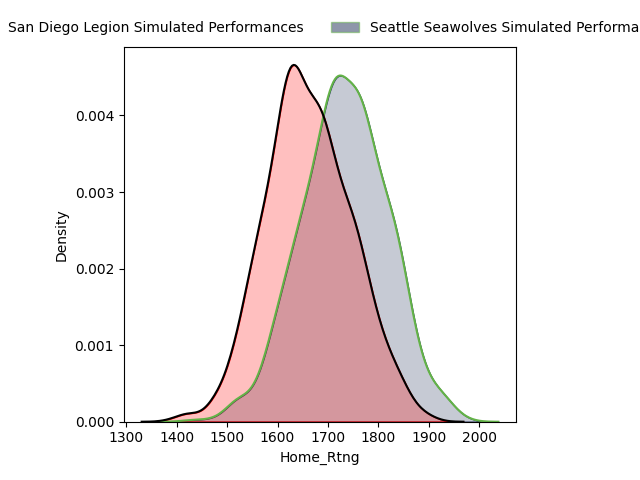 San Diego Legion Simulated Performances Seattle Seawolves Simulated Performa
0.004
0.003
0.002
0.001
0.000
Density
1300 1400 1500 1600 1700 1800 1900 2000
Home_Rtng